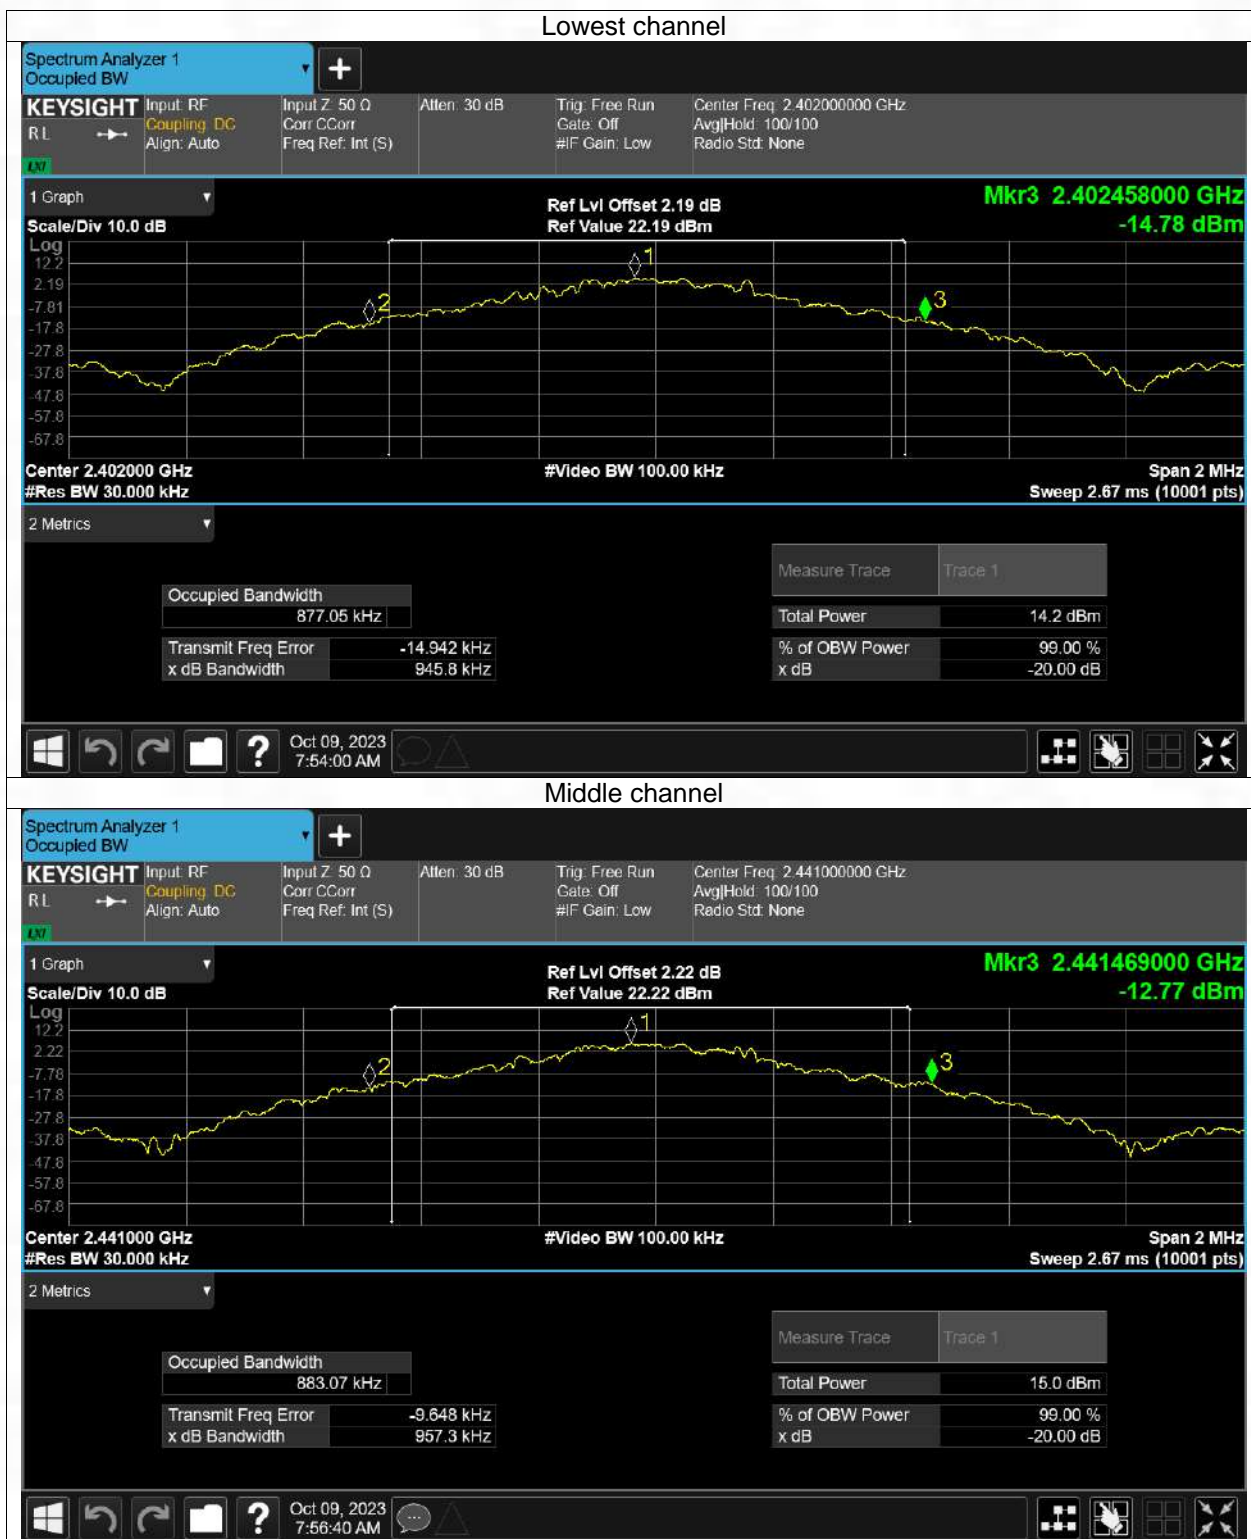 Lowest channel
Spectrum Analyzer 1
Occupied BW
+
KEYSIGHT Input: RF Input Z: 50 Ω Atten: 30 dB Trig: Free Run Center Freq: 2.402000000 GHz
RL Coupling: DC Corr CCorr Gate: Off Avg|Hold: 100/100
Align: Auto Freq Ref: Int (S) #IF Gain: Low Radio Std: None
LXI
1 Graph Ref Lvl Offset 2.19 dB Mkr3 2.402458000 GHz
Scale/Div 10.0 dB Ref Value 22.19 dBm -14.78 dBm
Log
12.2
2.19
-7.81
-17.8
-27.8
-37.8
-47.8
-57.8
-67.8
1
2
3
Center 2.402000 GHz #Video BW 100.00 kHz Span 2 MHz
#Res BW 30.000 kHz Sweep 2.67 ms (10001 pts)
2 Metrics
Measure Trace Trace 1
Occupied Bandwidth
877.05 kHz Total Power 14.2 dBm
Transmit Freq Error -14.942 kHz % of OBW Power 99.00 %
x dB Bandwidth 945.8 kHz x dB -20.00 dB
? Oct 09, 2023
7:54:00 AM
Middle channel
Spectrum Analyzer 1
Occupied BW
+
KEYSIGHT Input: RF Input Z: 50 Ω Atten: 30 dB Trig: Free Run Center Freq: 2.441000000 GHz
RL Coupling: DC Corr CCorr Gate: Off Avg|Hold: 100/100
Align: Auto Freq Ref: Int (S) #IF Gain: Low Radio Std: None
LXI
1 Graph Ref Lvl Offset 2.22 dB Mkr3 2.441469000 GHz
Scale/Div 10.0 dB Ref Value 22.22 dBm -12.77 dBm
Log
12.2
2.22
-7.78
-17.8
-27.8
-37.8
-47.8
-57.8
-67.8
1
2
3
Center 2.441000 GHz #Video BW 100.00 kHz Span 2 MHz
#Res BW 30.000 kHz Sweep 2.67 ms (10001 pts)
2 Metrics
Measure Trace Trace 1
Occupied Bandwidth
883.07 kHz Total Power 15.0 dBm
Transmit Freq Error -9.648 kHz % of OBW Power 99.00 %
x dB Bandwidth 957.3 kHz x dB -20.00 dB
? Oct 09, 2023
7:56:40 AM